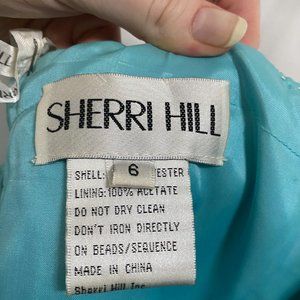 SHERRI HILL
6
SHELL: ESTER
LINING:100% ACETATE
DO NOT DRY CLEAN
DON'T IRON DIRECTLY
ON BEADS/SEQUENCE
MADE IN CHINA
Sherri Hill Inc